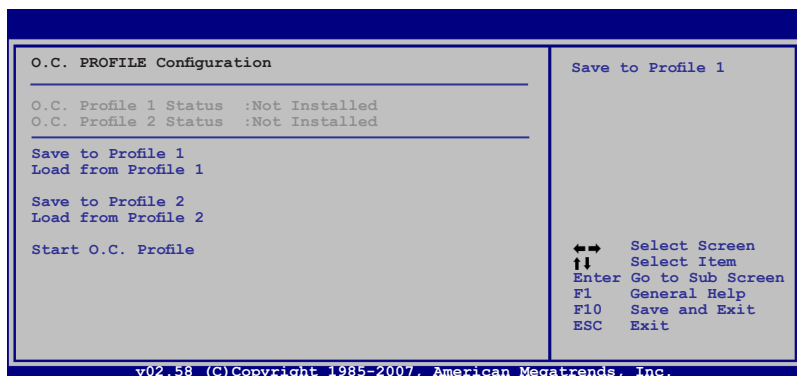 O.C. PROFILE Configuration
O.C. Profile 1 Status :Not Installed
O.C. Profile 2 Status :Not Installed
Save to Profile 1
Load from Profile 1
Save to Profile 2
Load from Profile 2
Start O.C. Profile
Save to Profile 1
Select Screen
Select Item
Enter Go to Sub Screen
F1 General Help
F10 Save and Exit
ESC Exit
v02.58 (C)Copyright 1985-2007, American Megatrends, Inc.